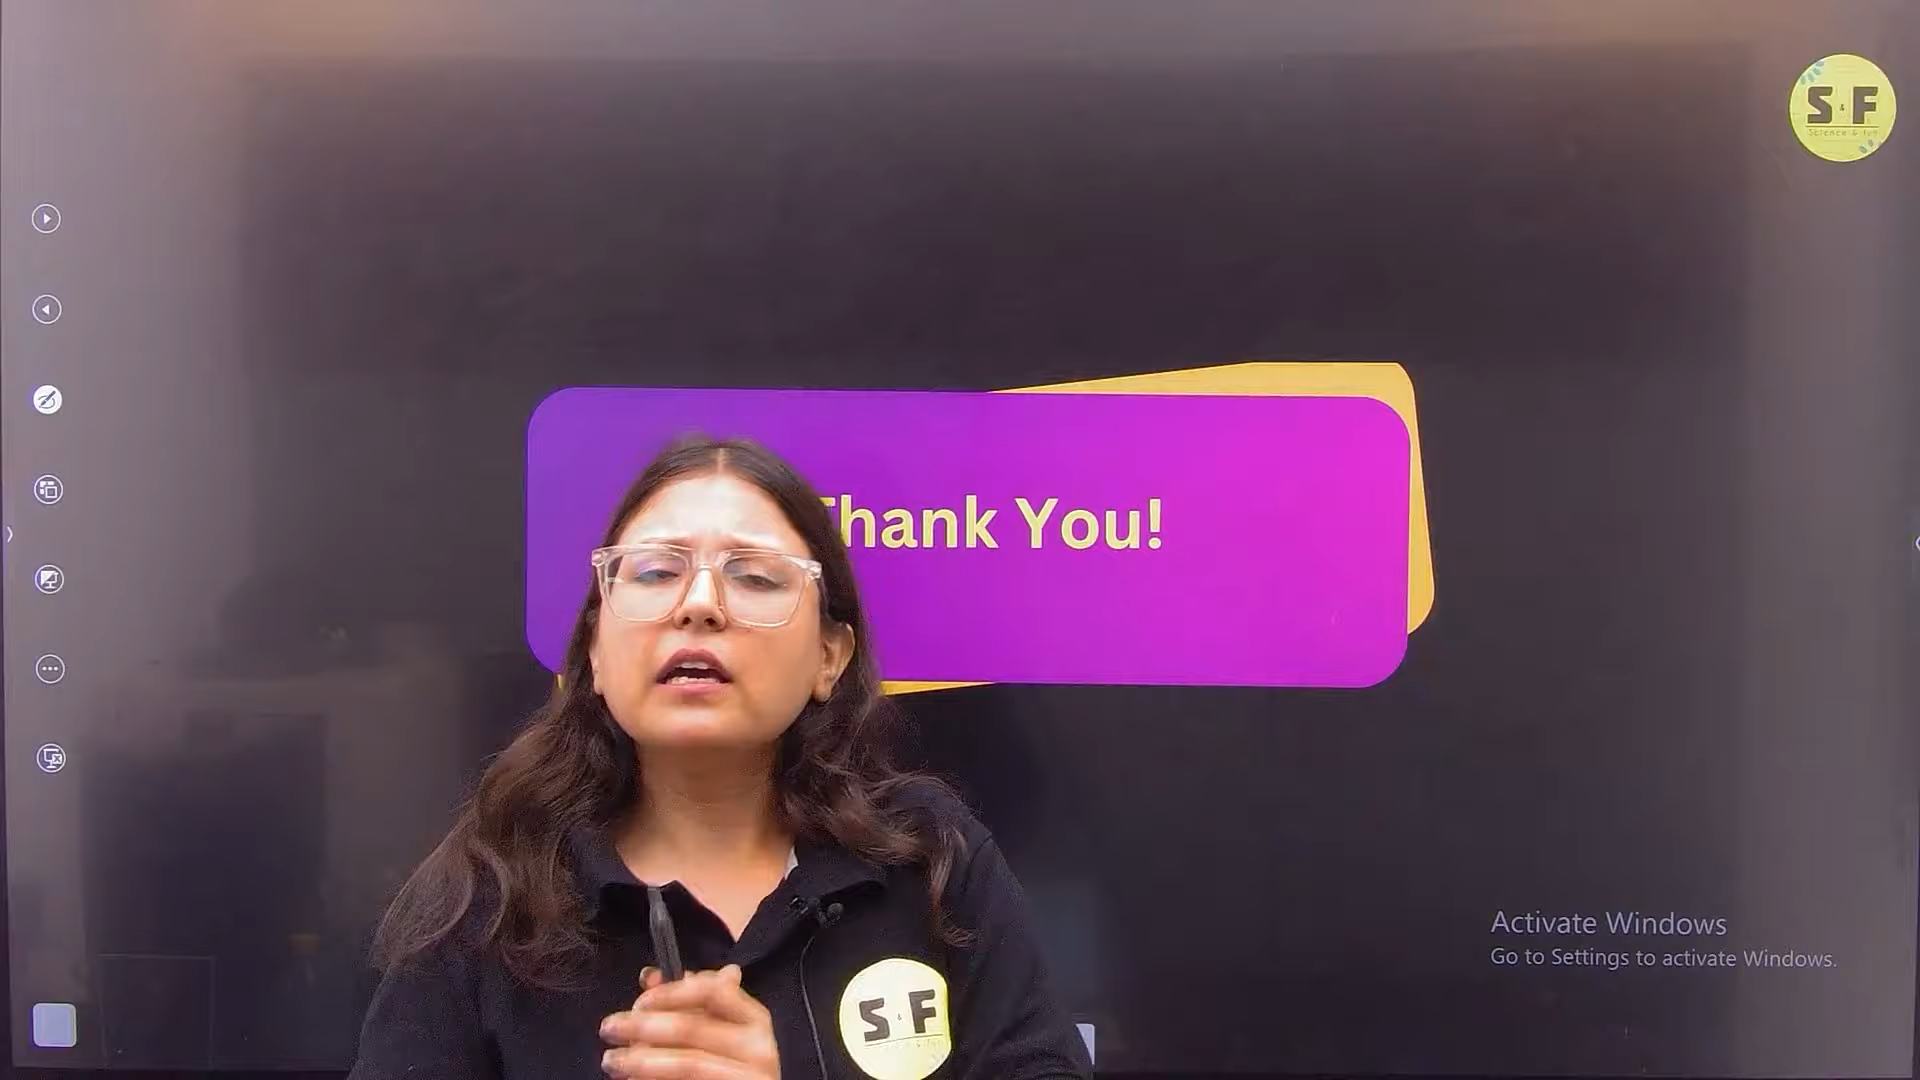 S & F
Science & Fun
Thank You!
Activate Windows
Go to Settings to activate Windows.
S & F